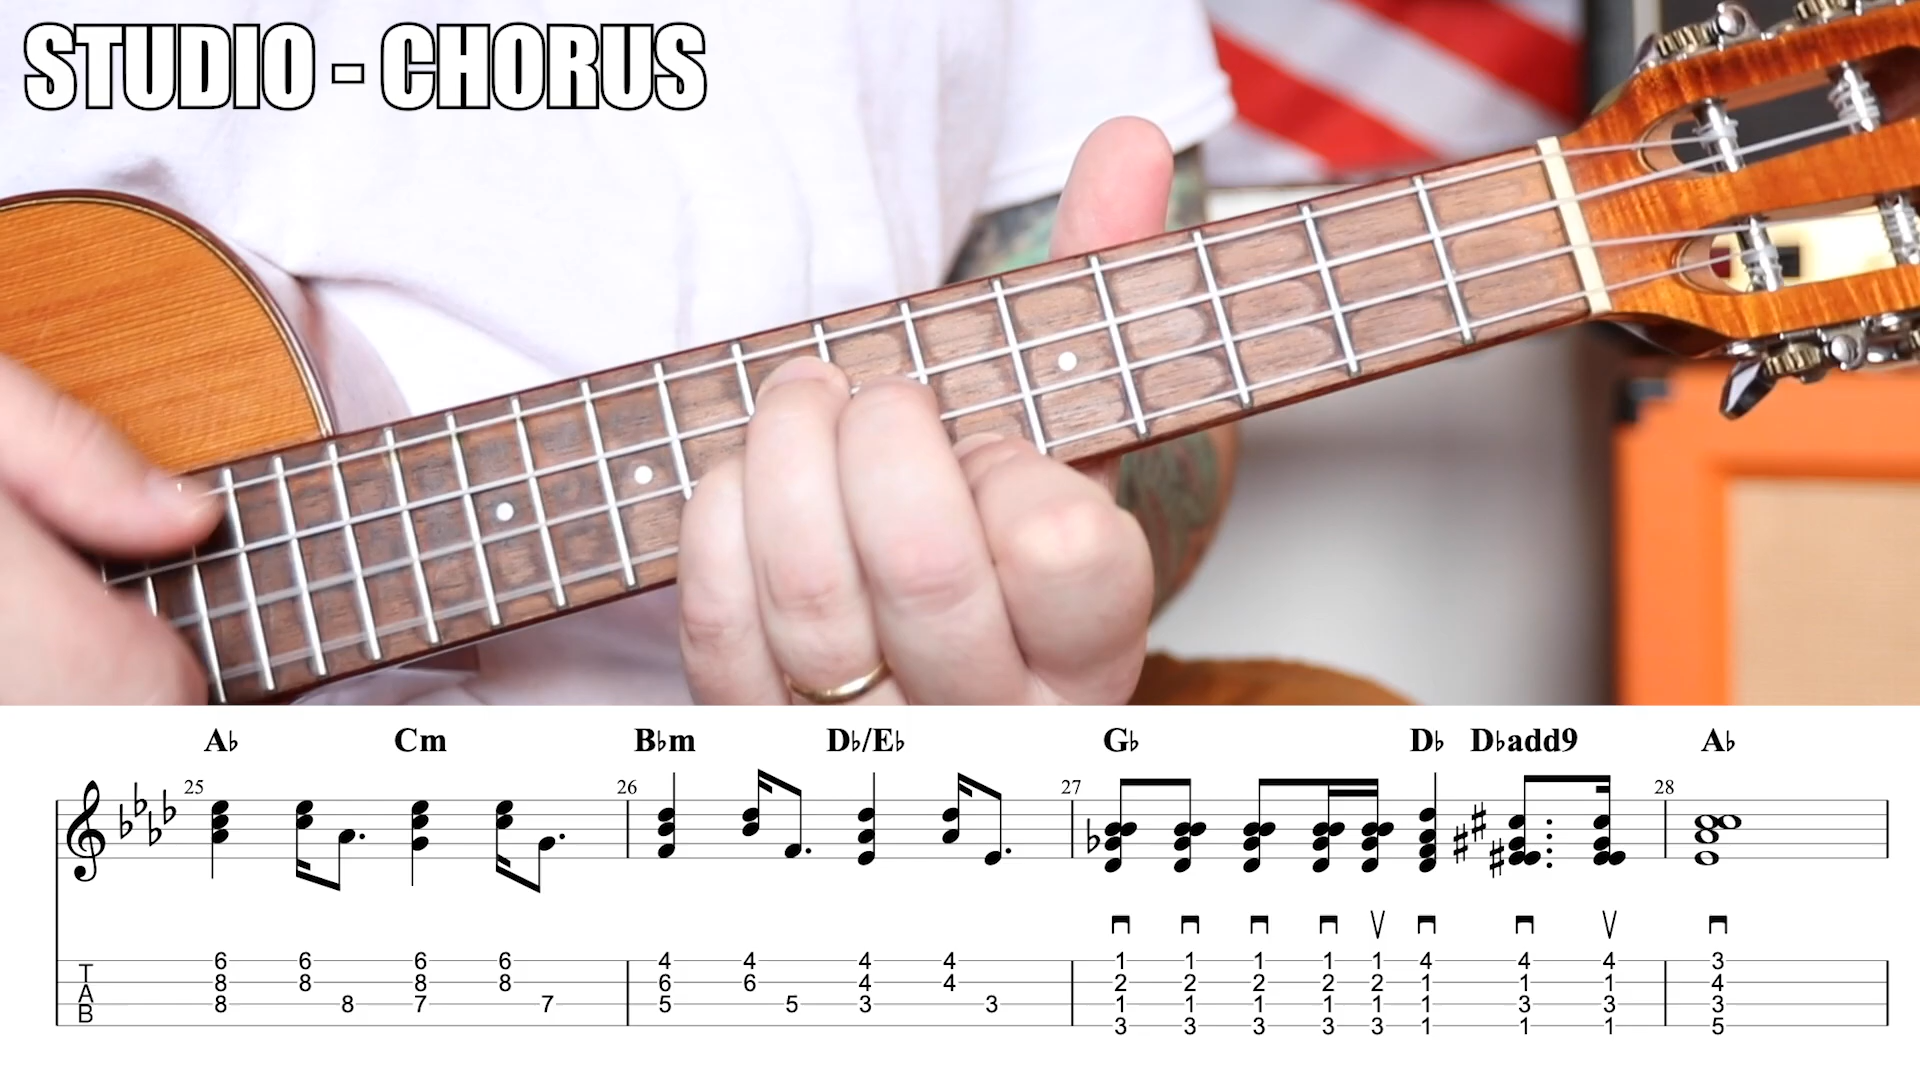 STUDIO - CHORUS
A♭ Cm B♭m D♭/E♭ G♭ D♭ D♭add9 A♭
25 26 27 28
T 6 6 6 6 4 4 4 4 1 1 1 1 1 4 4 4 3
A 8 8 8 8 6 6 4 4 2 2 2 2 2 1 1 1 4
B 8 8 7 7 5 5 3 3 1 1 1 1 1 1 3 3 3
3 3 3 3 3 1 1 1 5